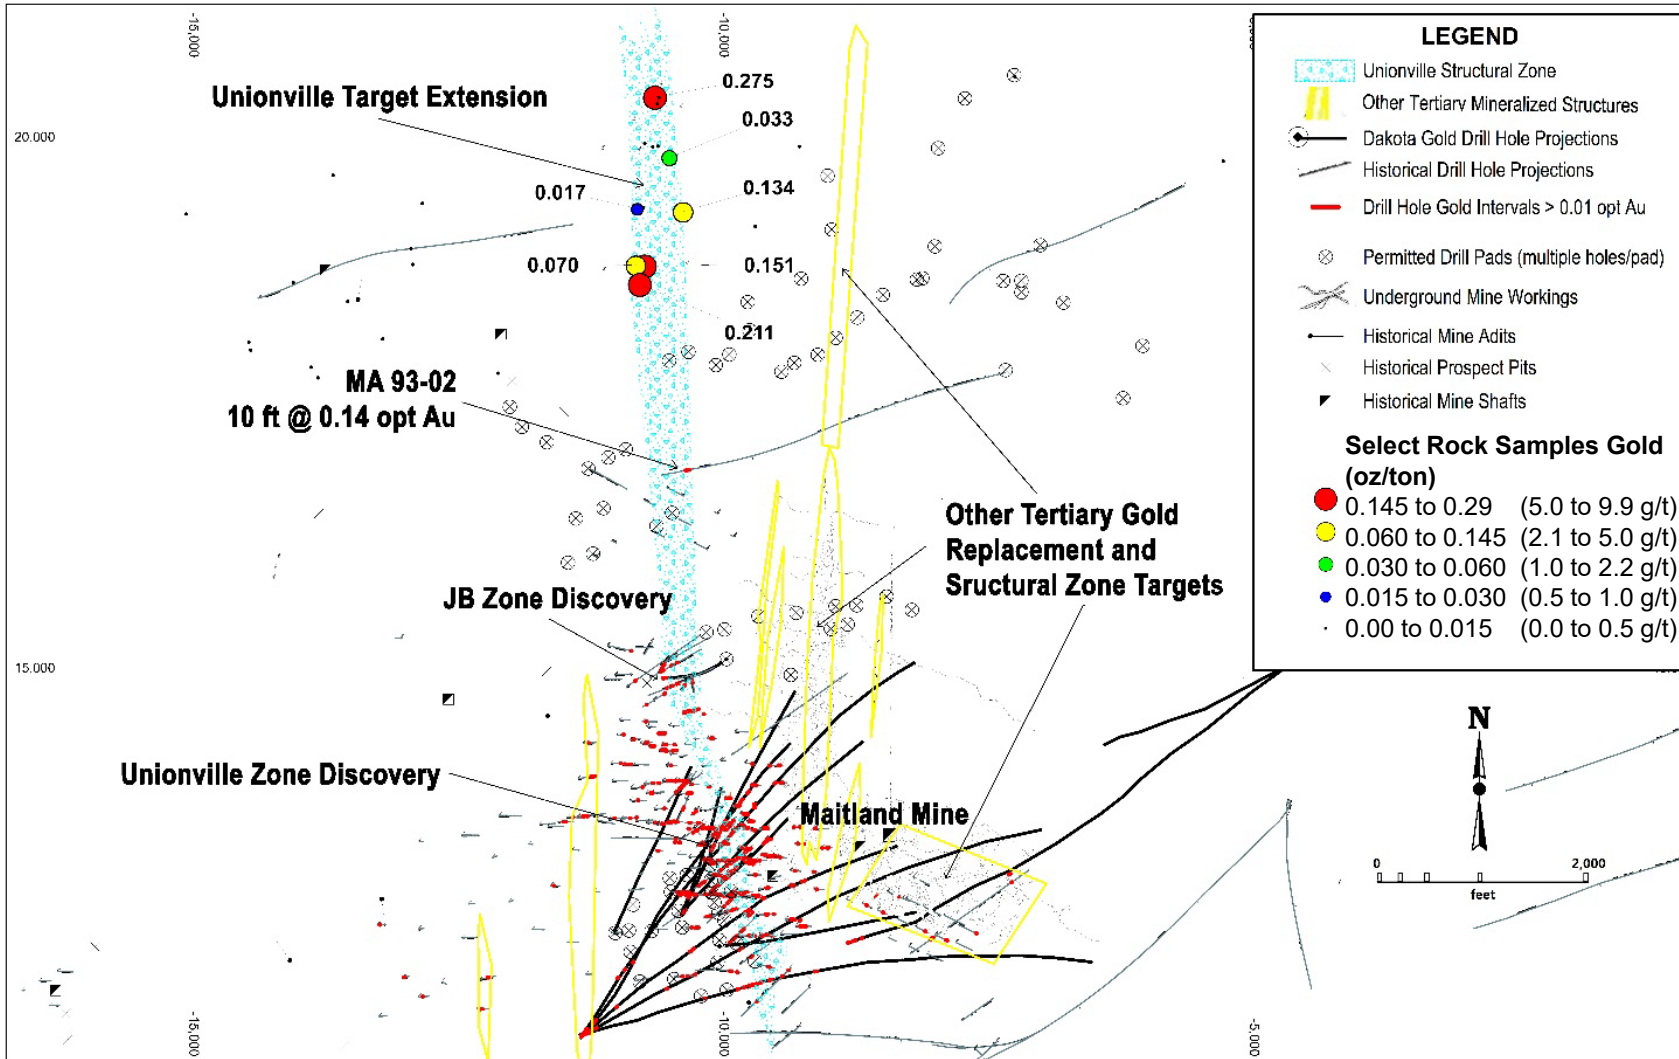 -15,000
-10,000
20.000
Unionville Target Extension
0.275
0.033
0.017
0.134
0.070
0.151
0.211
MA 93-02
10 ft @ 0.14 opt Au
Other Tertiary Gold
Replacement and
Sructural Zone Targets
JB Zone Discovery
15.000
Unionville Zone Discovery
Maitland Mine
-15,000
-10,000
-5,000
LEGEND
Unionville Structural Zone
Other Tertiary Mineralized Structures
Dakota Gold Drill Hole Projections
Historical Drill Hole Projections
Drill Hole Gold Intervals > 0.01 opt Au
Permitted Drill Pads (multiple holes/pad)
Underground Mine Workings
Historical Mine Adits
Historical Prospect Pits
Historical Mine Shafts
Select Rock Samples Gold
(oz/ton)
0.145 to 0.29 (5.0 to 9.9 g/t)
0.060 to 0.145 (2.1 to 5.0 g/t)
0.030 to 0.060 (1.0 to 2.2 g/t)
0.015 to 0.030 (0.5 to 1.0 g/t)
0.00 to 0.015 (0.0 to 0.5 g/t)
N
0 2,000
feet